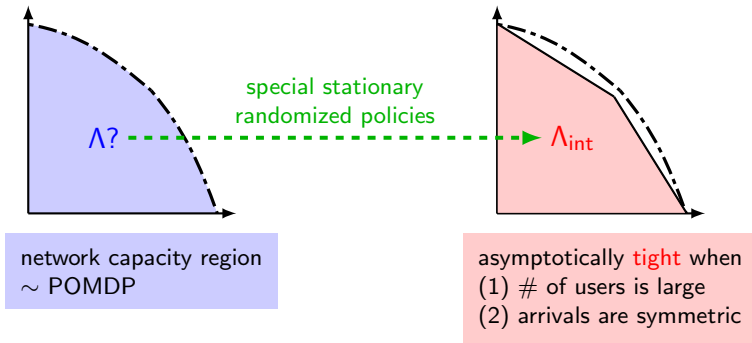 special stationary
randomized policies
Λ?
Λint
network capacity region
~ POMDP
asymptotically tight when
(1) # of users is large
(2) arrivals are symmetric